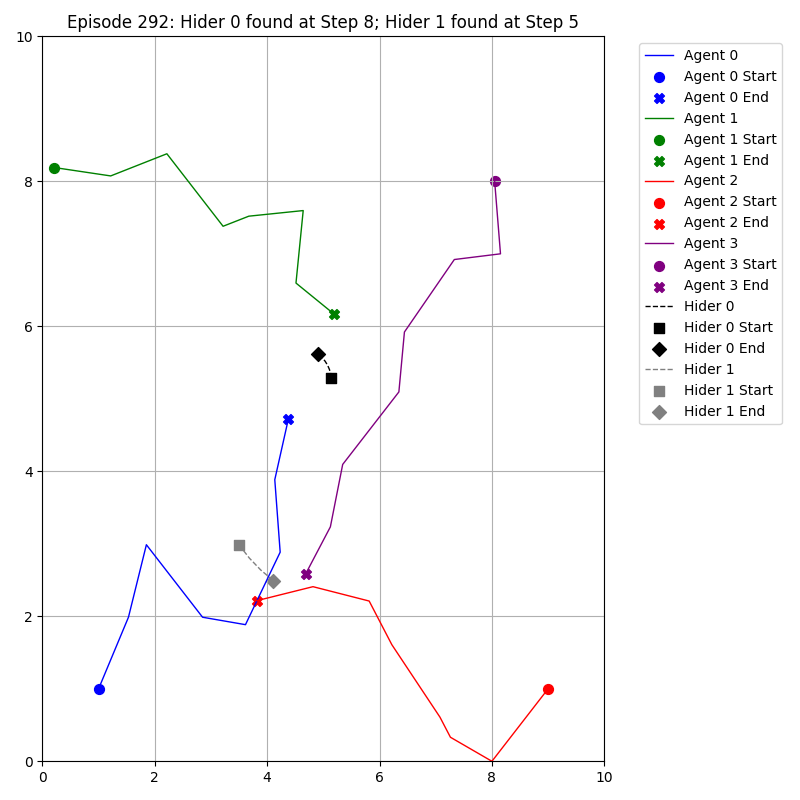 Episode 292: Hider 0 found at Step 8; Hider 1 found at Step 5
10
8
6
4
2
0
0 2 4 6 8 10
Agent 0
Agent 0 Start
Agent 0 End
Agent 1
Agent 1 Start
Agent 1 End
Agent 2
Agent 2 Start
Agent 2 End
Agent 3
Agent 3 Start
Agent 3 End
Hider 0
Hider 0 Start
Hider 0 End
Hider 1
Hider 1 Start
Hider 1 End